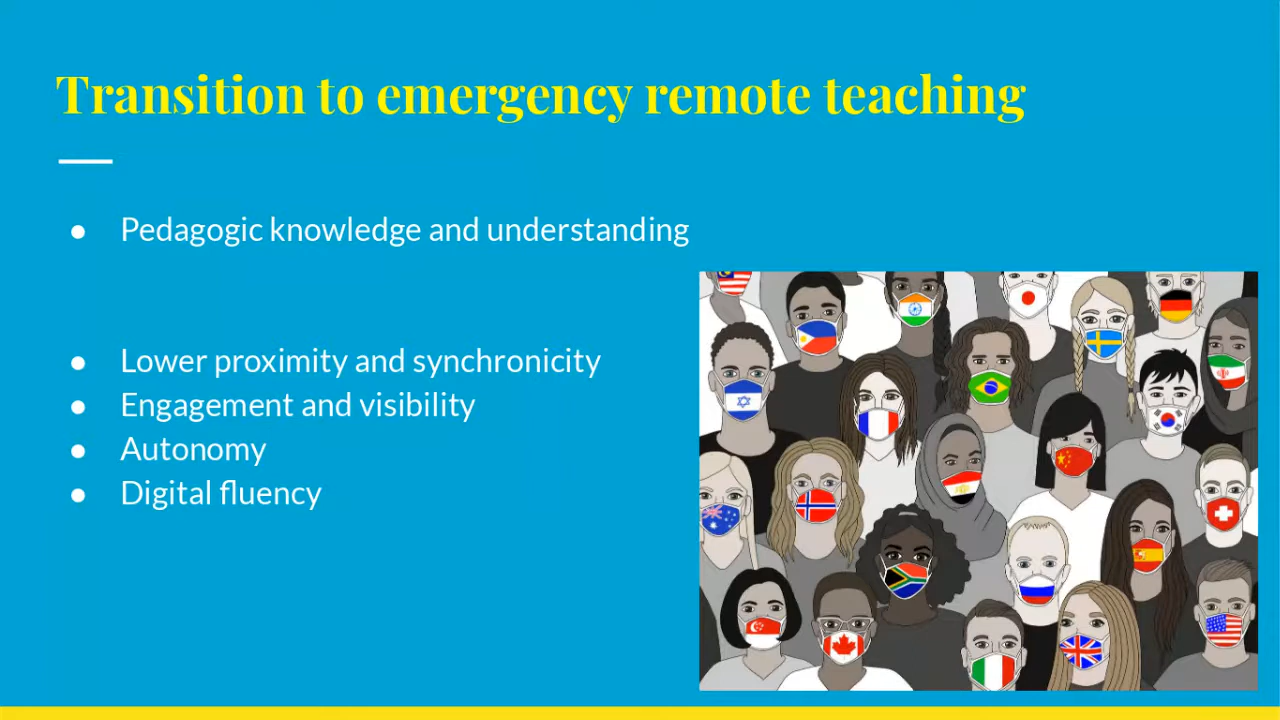 Transition to emergency remote teaching
● Pedagogic knowledge and understanding
● Lower proximity and synchronicity
● Engagement and visibility
● Autonomy
● Digital fluency